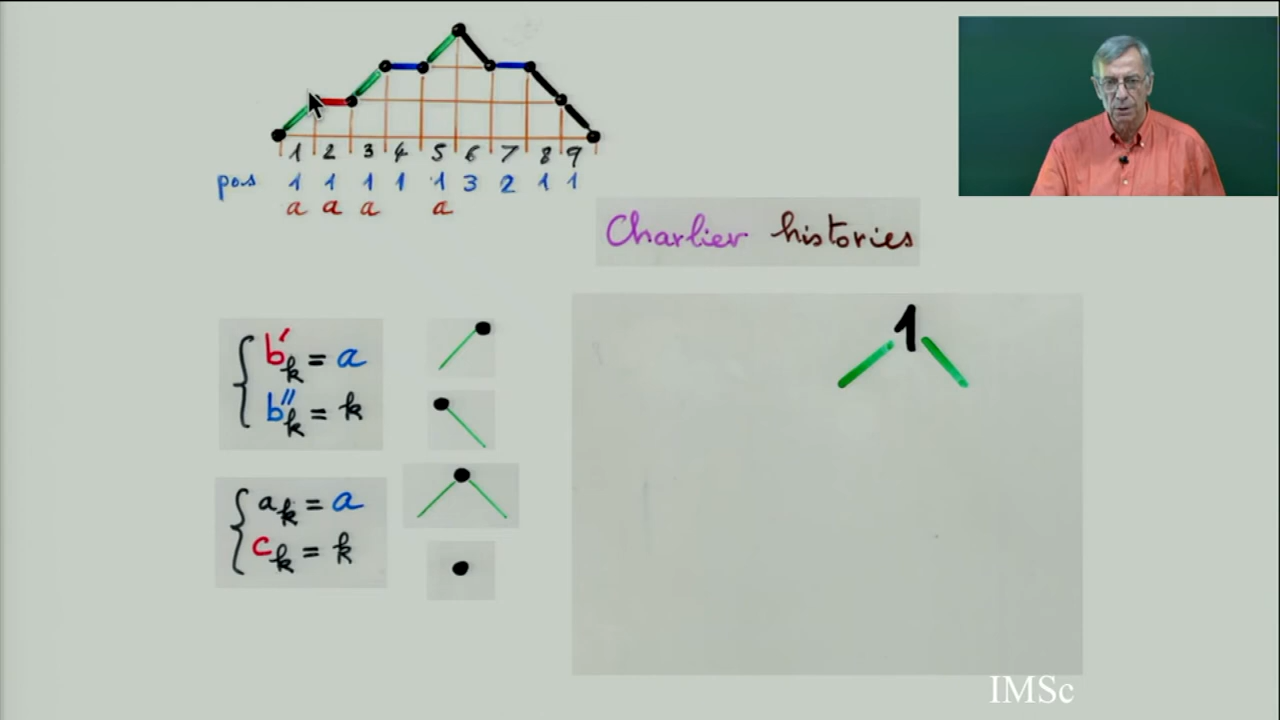 1 2 3 4 5 6 7 8 9
pos 1 1 1 1 1 3 2 1 1
a a a a
Charlier histories
1
b′k = a
b″k = k
ak = a
ck = k
IMSc